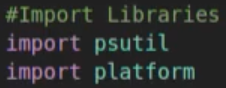 #Import Libraries
import psutil
import platform